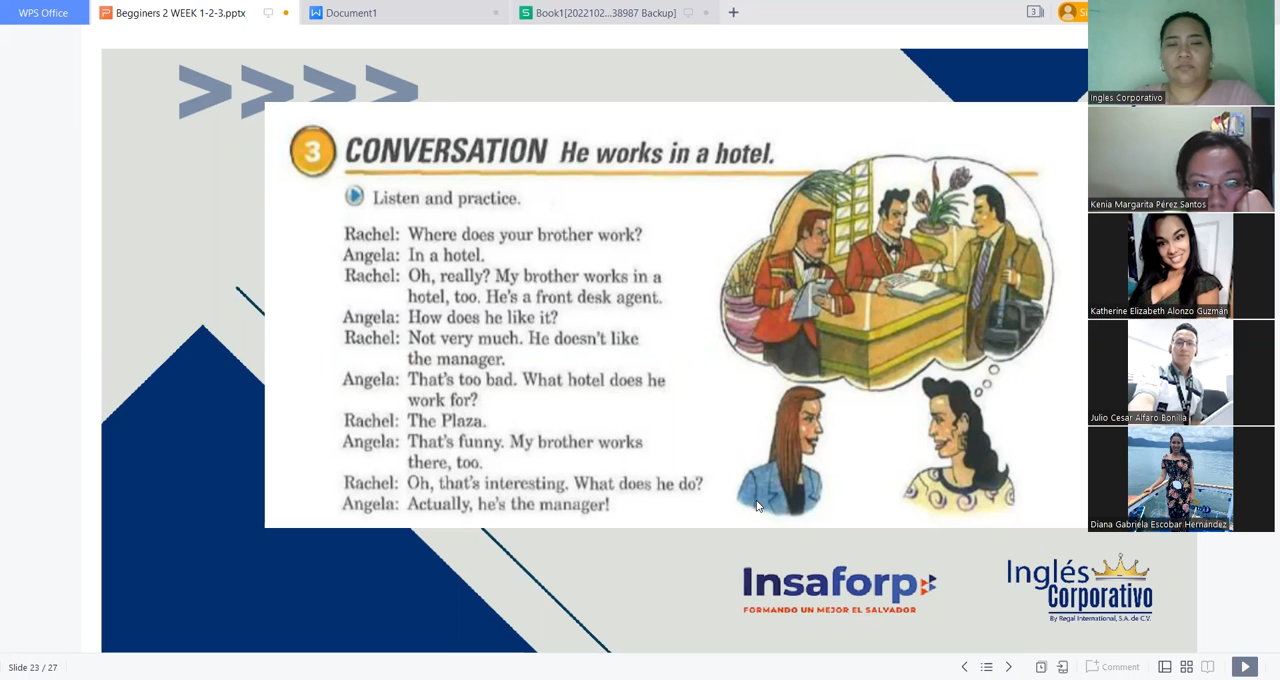 WPS Office
Begginers 2 WEEK 1-2-3.pptx
Document1
Book1[2022102...38987 Backup]
+
3
Ingles Corporativo
Kenia Margarita Pérez Santos
Katherine Elizabeth Alonzo Guzmán
Julio Cesar Alfaro Bonilla
Diana Gabriela Escobar Hernández
3 CONVERSATION He works in a hotel.
Listen and practice.
Rachel: Where does your brother work?
Angela: In a hotel.
Rachel: Oh, really? My brother works in a
hotel, too. He's a front desk agent.
Angela: How does he like it?
Rachel: Not very much. He doesn't like
the manager.
Angela: That's too bad. What hotel does he
work for?
Rachel: The Plaza.
Angela: That's funny. My brother works
there, too.
Rachel: Oh, that's interesting. What does he do?
Angela: Actually, he's the manager!
Insaforp
FORMANDO UN MEJOR EL SALVADOR
Inglés
Corporativo
By Regal International, S.A. de C.V.
Slide 23 / 27
Comment